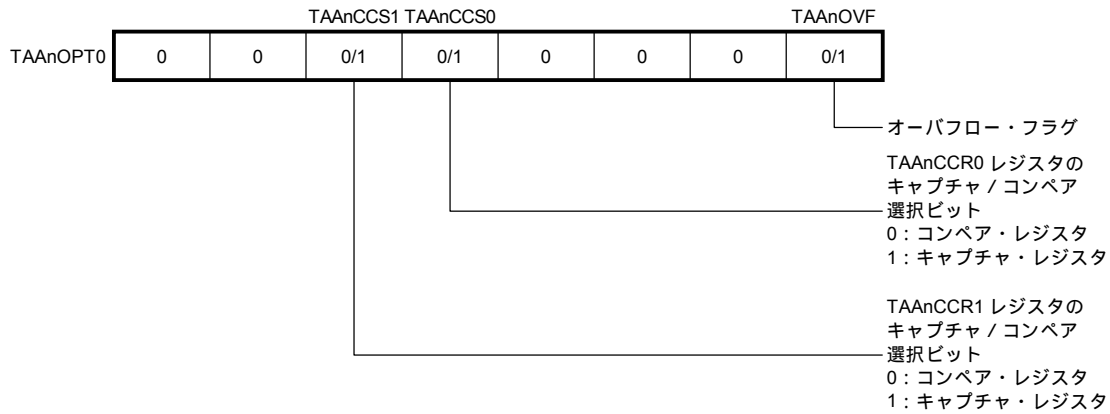 TAAnCCS1 TAAnCCS0 TAAnOVF
TAAnOPT0 0 0 0/1 0/1 0 0 0 0/1
オーバフロー・フラグ
TAAnCCR0 レジスタの
キャプチャ / コンペア
選択ビット
0 : コンペア・レジスタ
1 : キャプチャ・レジスタ
TAAnCCR1 レジスタの
キャプチャ / コンペア
選択ビット
0 : コンペア・レジスタ
1 : キャプチャ・レジスタ